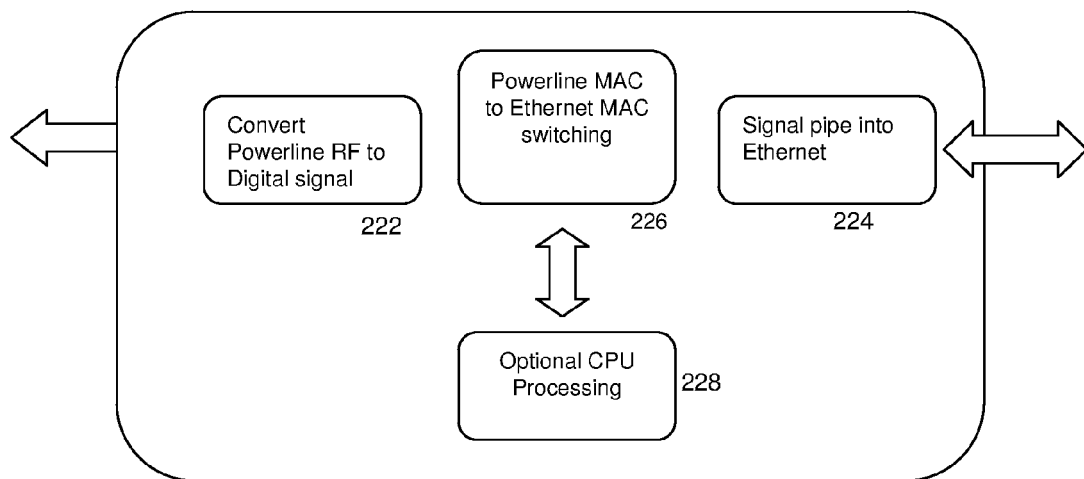 Convert
Powerline RF to
Digital signal
222
Powerline MAC
to Ethernet MAC
switching
226
Signal pipe into
Ethernet
224
Optional CPU
Processing
228